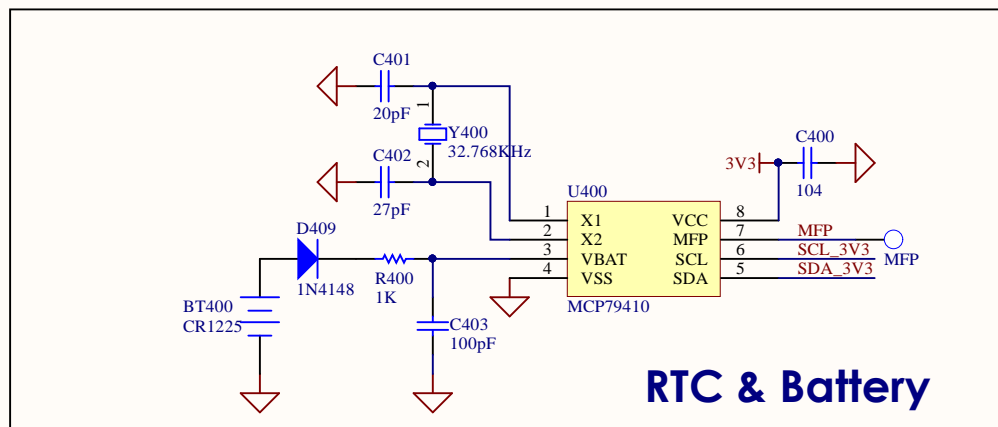 C401
20pF
1
Y400
32.768KHz
2
C402
27pF
C400
3V3
104
U400
1 X1 VCC 8
2 X2 MFP 7 MFP
3 VBAT SCL 6 SCL_3V3
4 VSS SDA 5 SDA_3V3
MFP
MCP79410
D409
1N4148
R400
1K
BT400
CR1225
C403
100pF
RTC & Battery